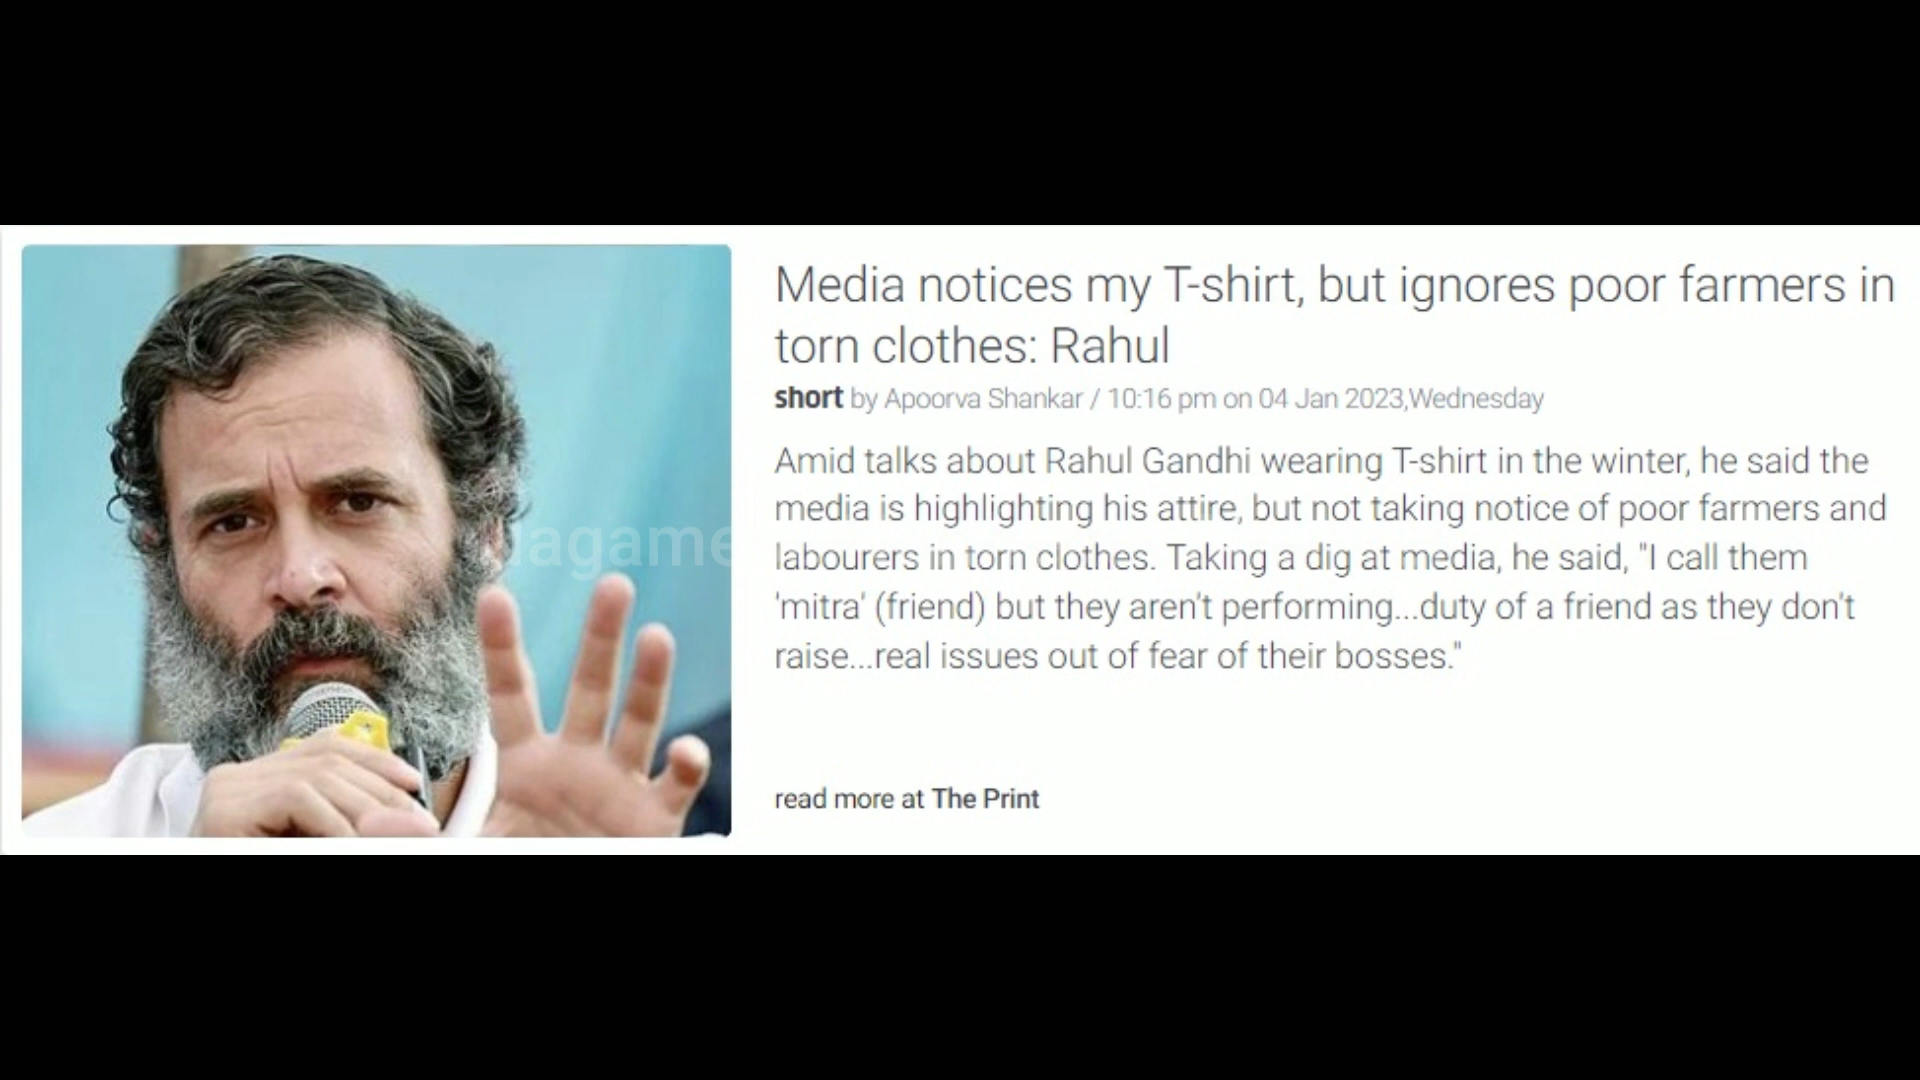 Media notices my T-shirt, but ignores poor farmers in
torn clothes: Rahul
short by Apoorva Shankar / 10:16 pm on 04 Jan 2023,Wednesday
Amid talks about Rahul Gandhi wearing T-shirt in the winter, he said the
media is highlighting his attire, but not taking notice of poor farmers and
labourers in torn clothes. Taking a dig at media, he said, "I call them
'mitra' (friend) but they aren't performing...duty of a friend as they don't
raise...real issues out of fear of their bosses."
read more at The Print